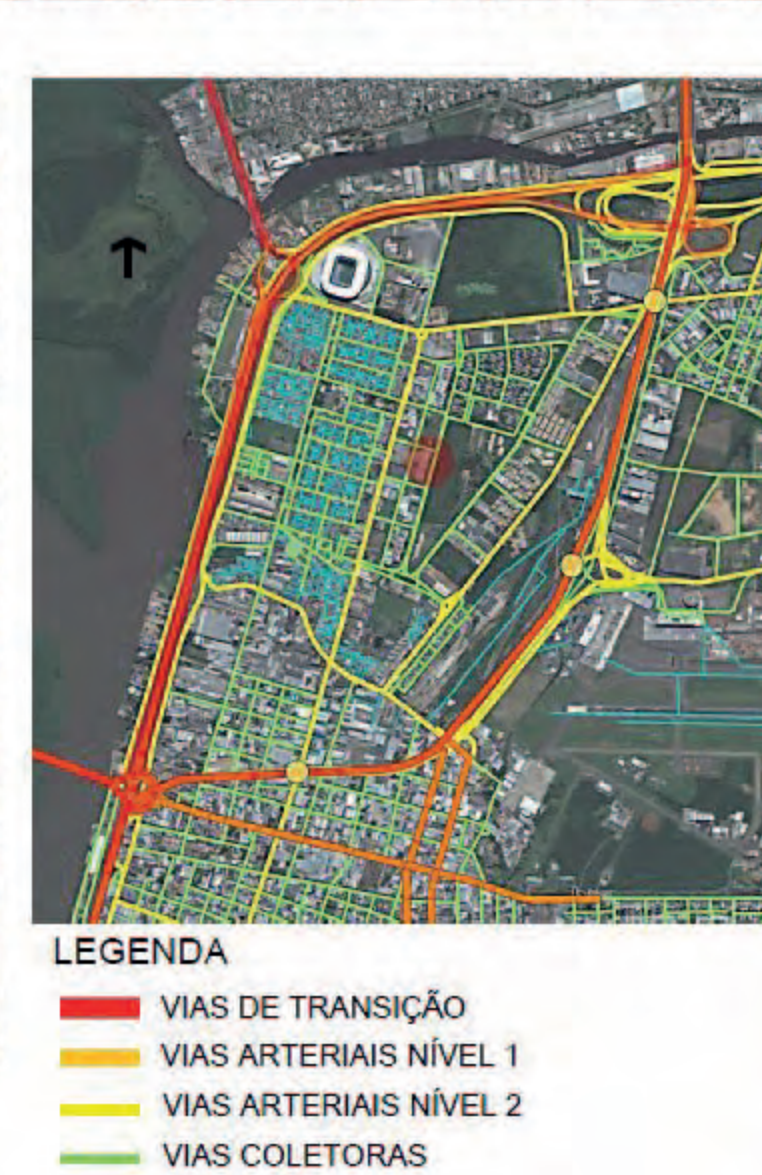 LEGENDA
VIAS DE TRANSIÇÃO
VIAS ARTERIAIS NÍVEL 1
VIAS ARTERIAIS NÍVEL 2
VIAS COLETORAS